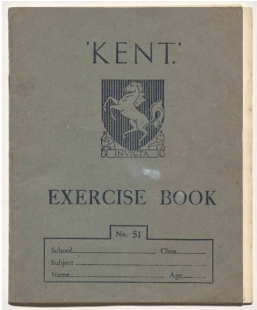 'KENT.'
INVICTA
EXERCISE BOOK
No. 51
School Class
Subject
Name Age